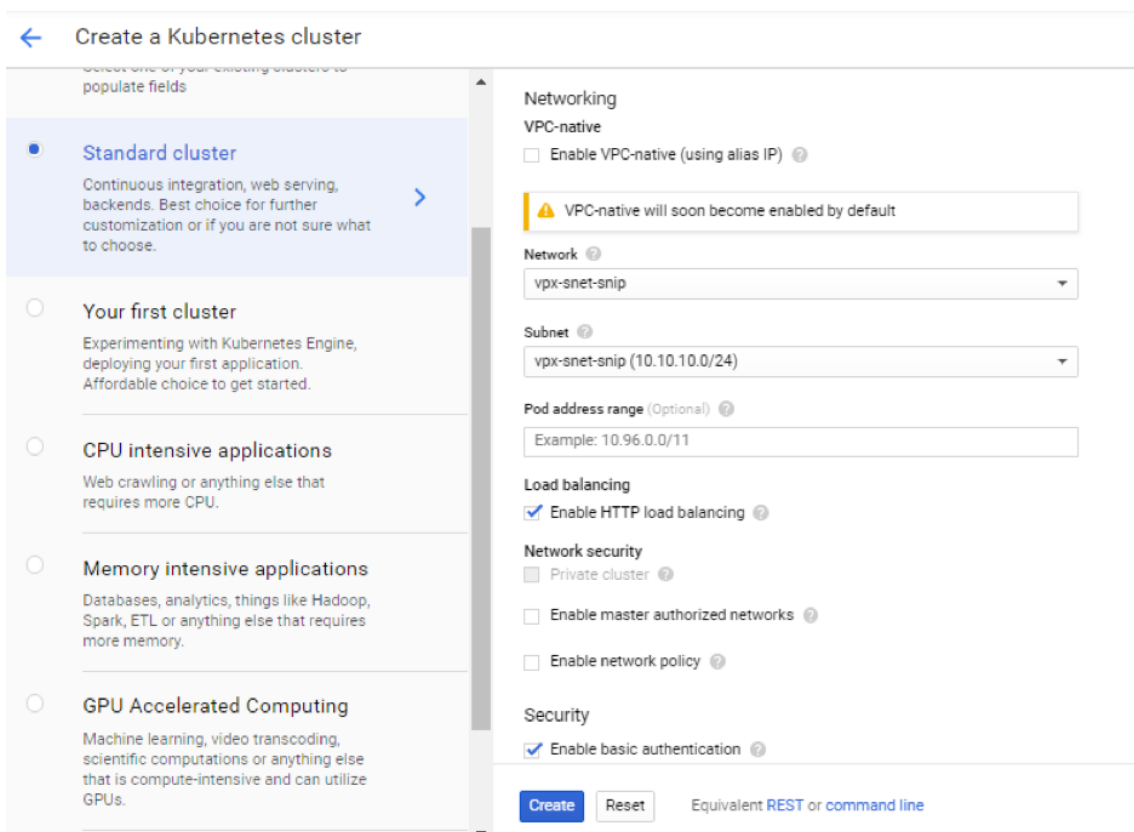 Create a Kubernetes cluster
Select one of your existing clusters to
populate fields
Standard cluster
Continuous integration, web serving,
backends. Best choice for further
customization or if you are not sure what
to choose.
Your first cluster
Experimenting with Kubernetes Engine,
deploying your first application.
Affordable choice to get started.
CPU intensive applications
Web crawling or anything else that
requires more CPU.
Memory intensive applications
Databases, analytics, things like Hadoop,
Spark, ETL or anything else that requires
more memory.
GPU Accelerated Computing
Machine learning, video transcoding,
scientific computations or anything else
that is compute-intensive and can utilize
GPUs.
Networking
VPC-native
Enable VPC-native (using alias IP) ?
VPC-native will soon become enabled by default
Network ?
vpx-snet-snip
Subnet ?
vpx-snet-snip (10.10.10.0/24)
Pod address range (Optional) ?
Example: 10.96.0.0/11
Load balancing
Enable HTTP load balancing ?
Network security
Private cluster ?
Enable master authorized networks ?
Enable network policy ?
Security
Enable basic authentication ?
Create Reset Equivalent REST or command line